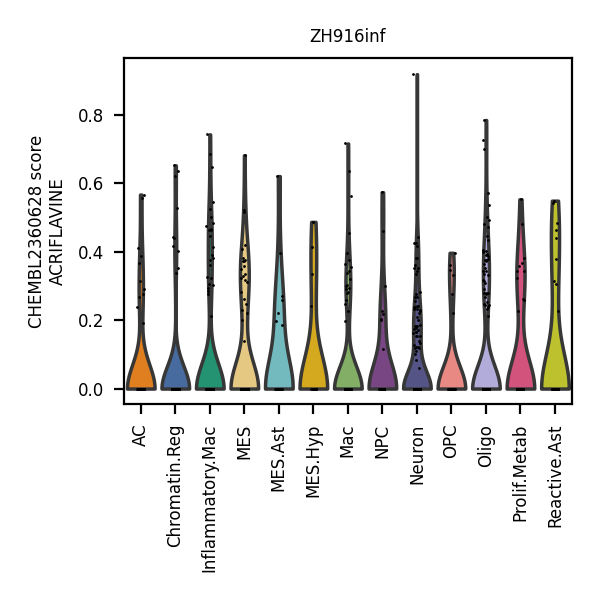 ZH916inf
CHEMBL2360628 score
ACRIFLAVINE
0.8
0.6
0.4
0.2
0.0
AC
Chromatin.Reg
Inflammatory.Mac
MES
MES.Ast
MES.Hyp
Mac
NPC
Neuron
OPC
Oligo
Prolif.Metab
Reactive.Ast